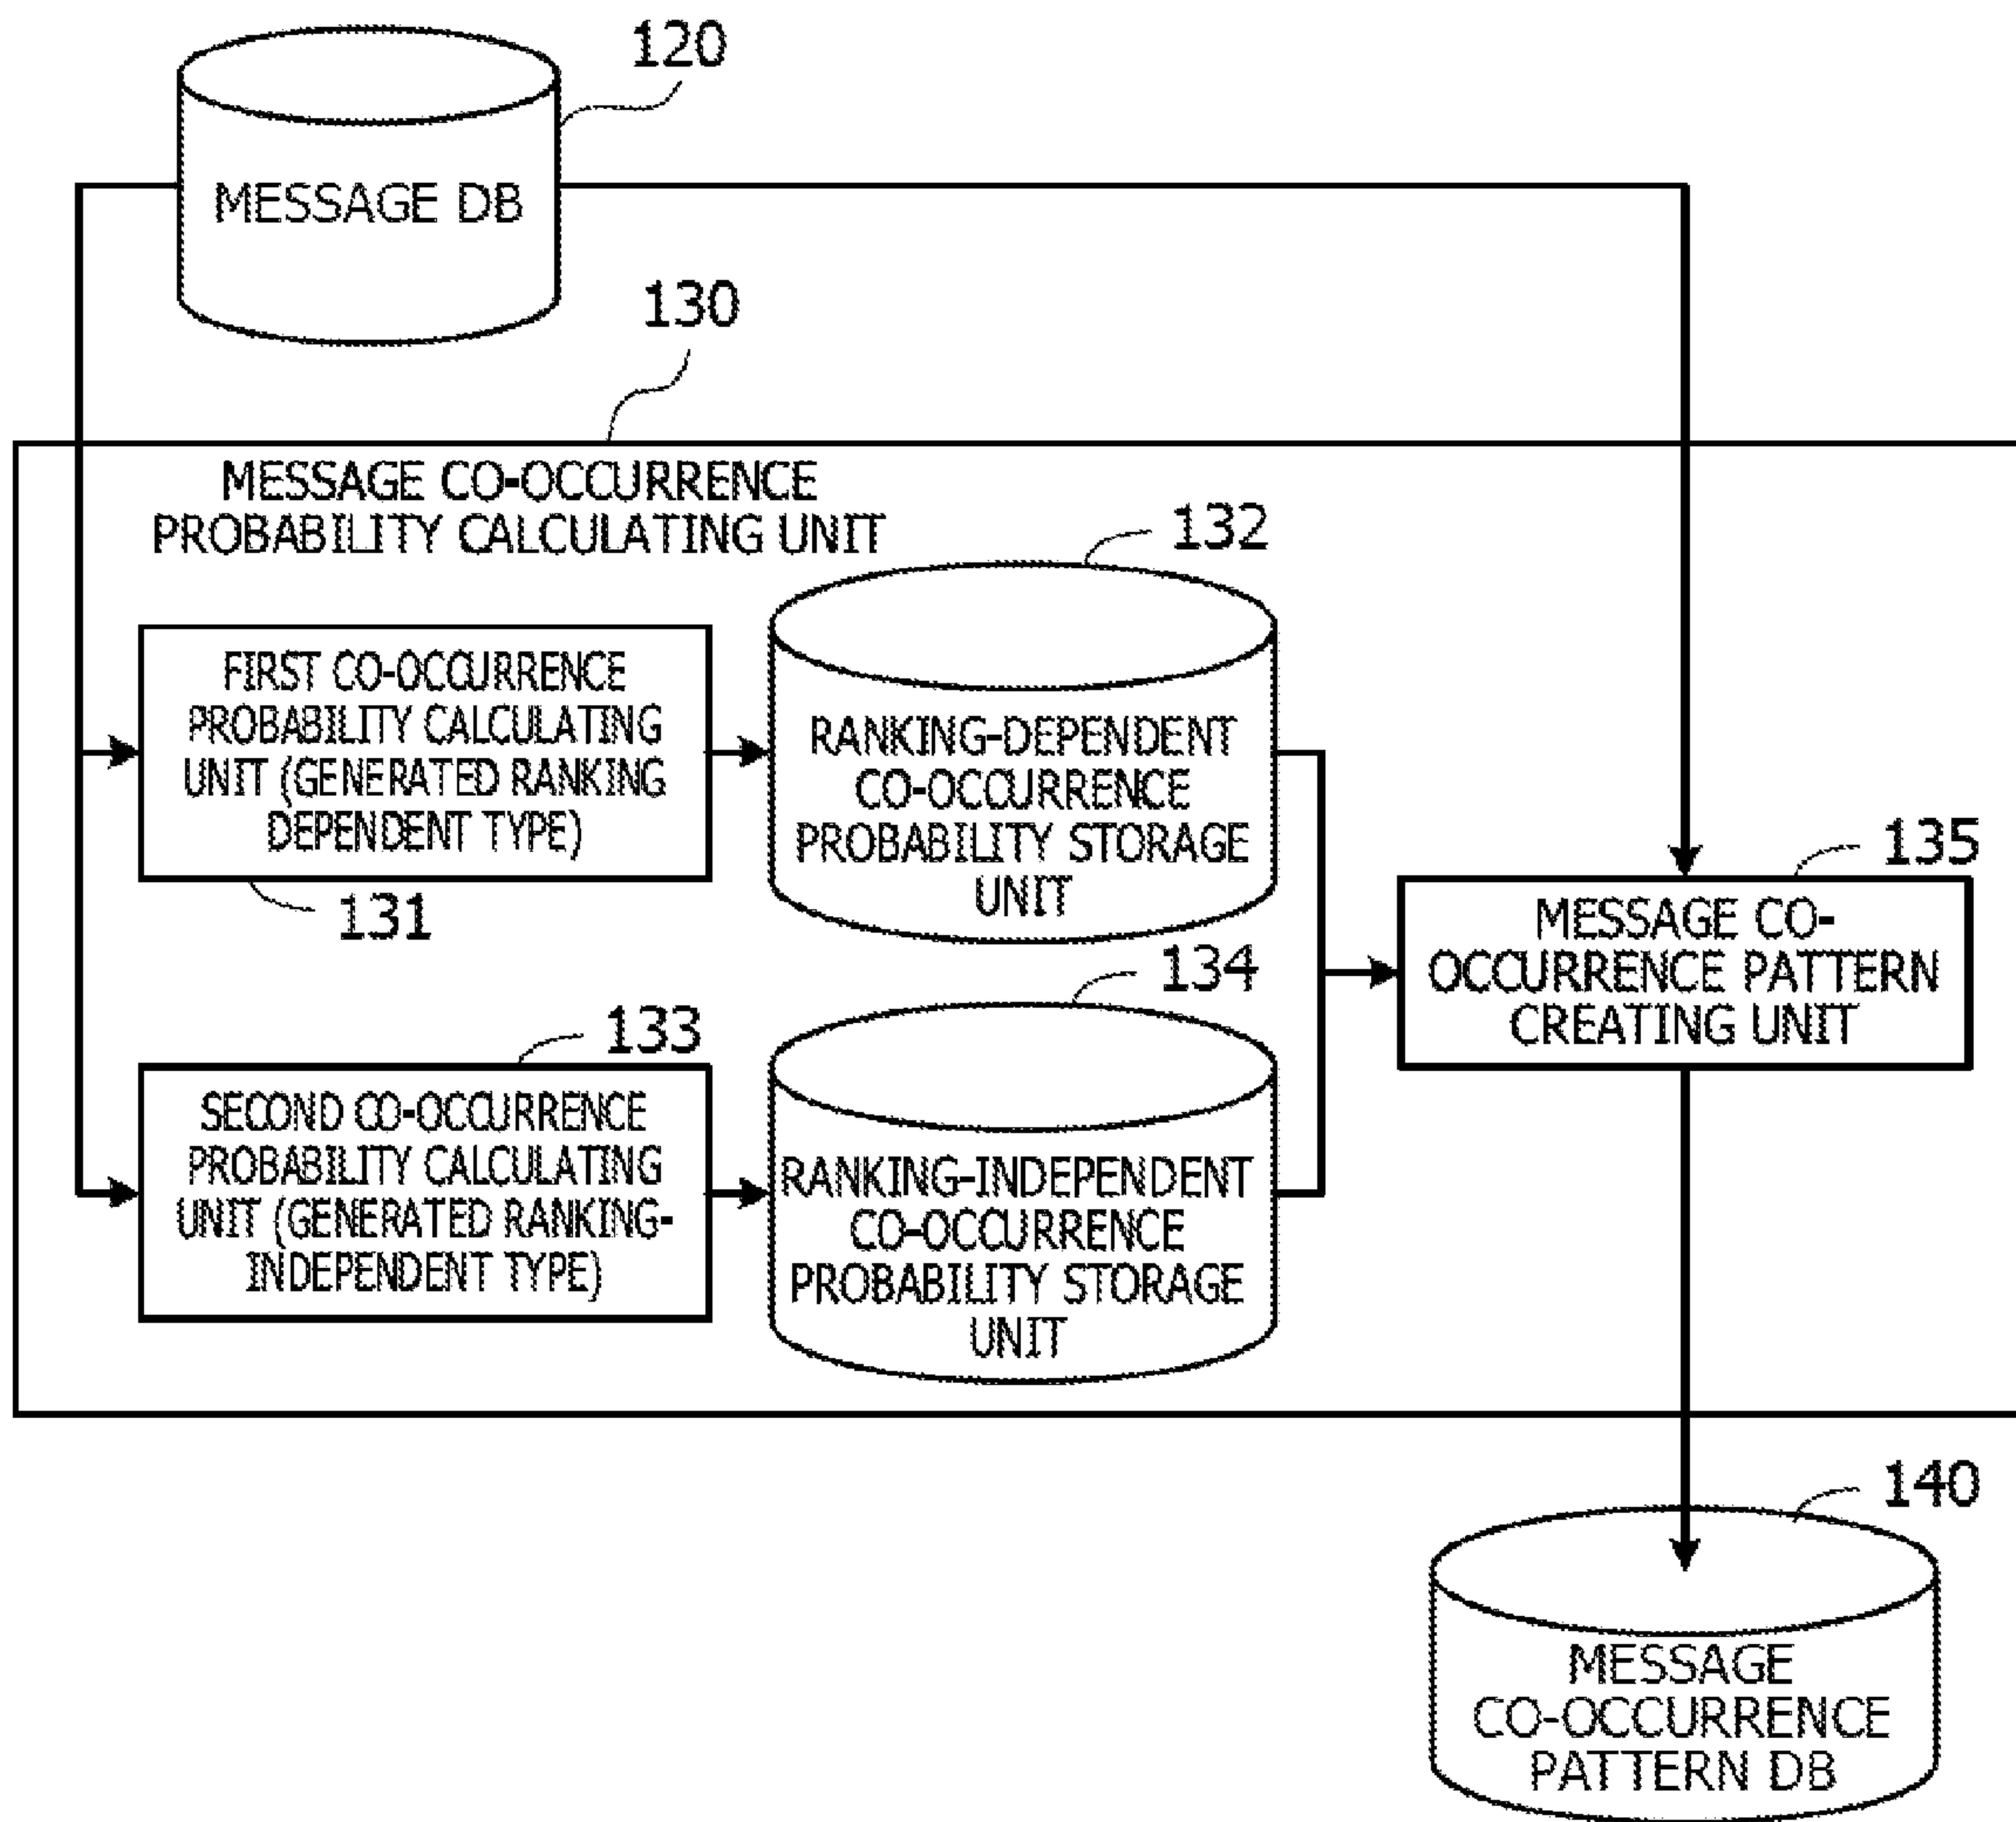 120
MESSAGE DB
130
MESSAGE CO-OCCURRENCE
PROBABILITY CALCULATING UNIT
132
FIRST CO-OCCURRENCE
PROBABILITY CALCULATING
UNIT (GENERATED RANKING
DEPENDENT TYPE)
131
RANKING-DEPENDENT
CO-OCCURRENCE
PROBABILITY STORAGE
UNIT
135
MESSAGE CO-
OCCURRENCE PATTERN
CREATING UNIT
133
134
SECOND CO-OCCURRENCE
PROBABILITY CALCULATING
UNIT (GENERATED RANKING-
INDEPENDENT TYPE)
RANKING-INDEPENDENT
CO-OCCURRENCE
PROBABILITY STORAGE
UNIT
140
MESSAGE
CO-OCCURRENCE
PATTERN DB